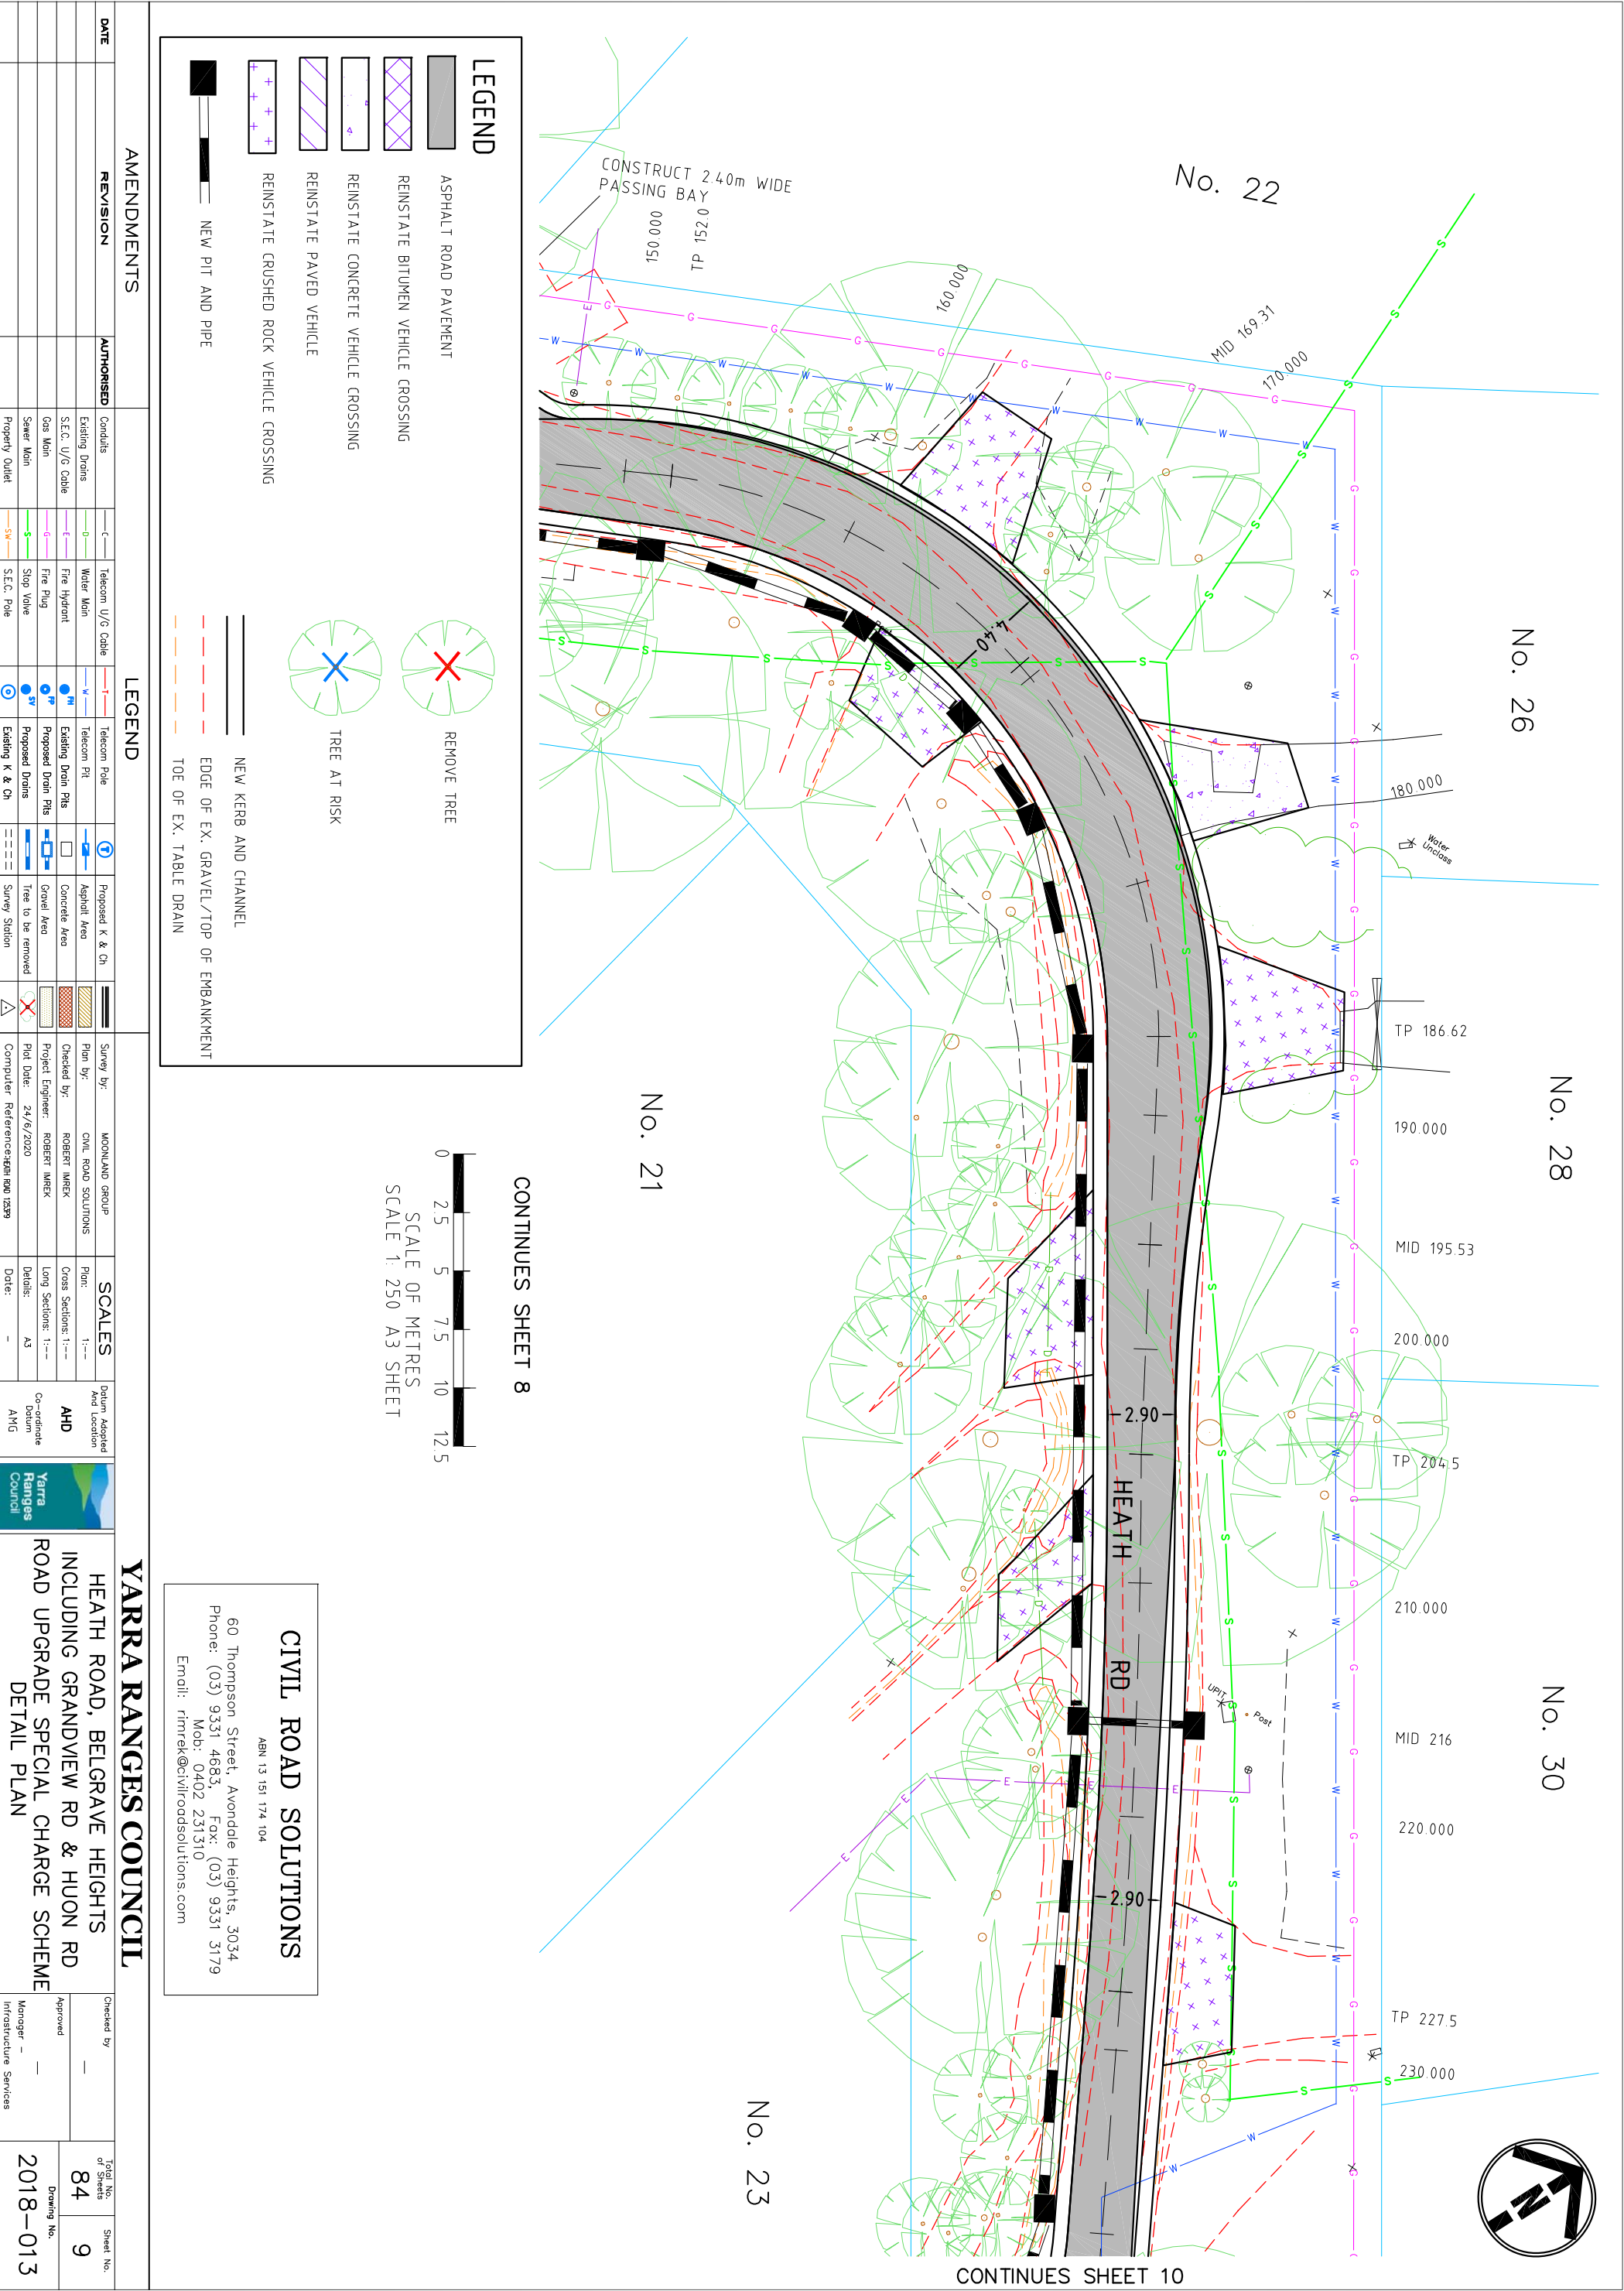 No. 22
No. 26
No. 28
No. 30
No. 21
No. 23
CONSTRUCT 2.40m WIDE
PASSING BAY
150.000
TP 152.0
160.000
MID 169.31
170.000
180.000
Water
Unclass
TP 186.62
190.000
MID 195.53
200.000
TP 204.5
210.000
MID 216
220.000
TP 227.5
230.000
4.40
2.90
HEATH RD
2.90
UPIT
Post
CONTINUES SHEET 10
CONTINUES SHEET 8
0 2.5 5 7.5 10 12.5
SCALE OF METRES
SCALE 1: 250 A3 SHEET
LEGEND
ASPHALT ROAD PAVEMENT
REINSTATE BITUMEN VEHICLE CROSSING
REINSTATE CONCRETE VEHICLE CROSSING
REINSTATE PAVED VEHICLE
REINSTATE CRUSHED ROCK VEHICLE CROSSING
NEW PIT AND PIPE
REMOVE TREE
TREE AT RISK
NEW KERB AND CHANNEL
EDGE OF EX. GRAVEL/TOP OF EMBANKMENT
TOE OF EX. TABLE DRAIN
CIVIL ROAD SOLUTIONS
ABN 13 151 174 104
60 Thompson Street, Avondale Heights, 3034
Phone: (03) 9331 4683, Fax: (03) 9331 3179
Mob: 0402 231310
Email: rimrek@civilroadsolutions.com
AMENDMENTS
DATE REVISION AUTHORISED
LEGEND
Conduits C
Existing Drains D
S.E.C. U/G Cable E
Gas Main G
Sewer Main S
Property Outlet SW
Telecom U/G Cable T
Water Main W
Fire Hydrant FH
Fire Plug FP
Stop Valve SV
S.E.C. Pole
Telecom Pole T
Telecom Pit
Existing Drain Pits
Proposed Drain Pits
Proposed Drains
Existing K & Ch
Proposed K & Ch
Asphalt Area
Concrete Area
Gravel Area
Tree to be removed
Survey Station
Survey by: MOONLAND GROUP
Plan by: CIVIL ROAD SOLUTIONS
Checked by: ROBERT IMREK
Project Engineer: ROBERT IMREK
Plot Date: 24/6/2020
Computer Reference:
SCALES
Plan: 1:--
Cross Sections: 1:--
Long Sections: 1:--
Details: A3
Date: -
Datum Adopted
And Location
AHD
Co-ordinate
Datum
AMG
Yarra
Ranges
Council
YARRA RANGES COUNCIL
HEATH ROAD, BELGRAVE HEIGHTS
INCLUDING GRANDVIEW RD & HUON RD
ROAD UPGRADE SPECIAL CHARGE SCHEME
DETAIL PLAN
Checked by
—
Approved
—
Manager -
Infrastructure Services
Total No.
of Sheets
84
Sheet No.
9
Drawing No.
2018-013
N